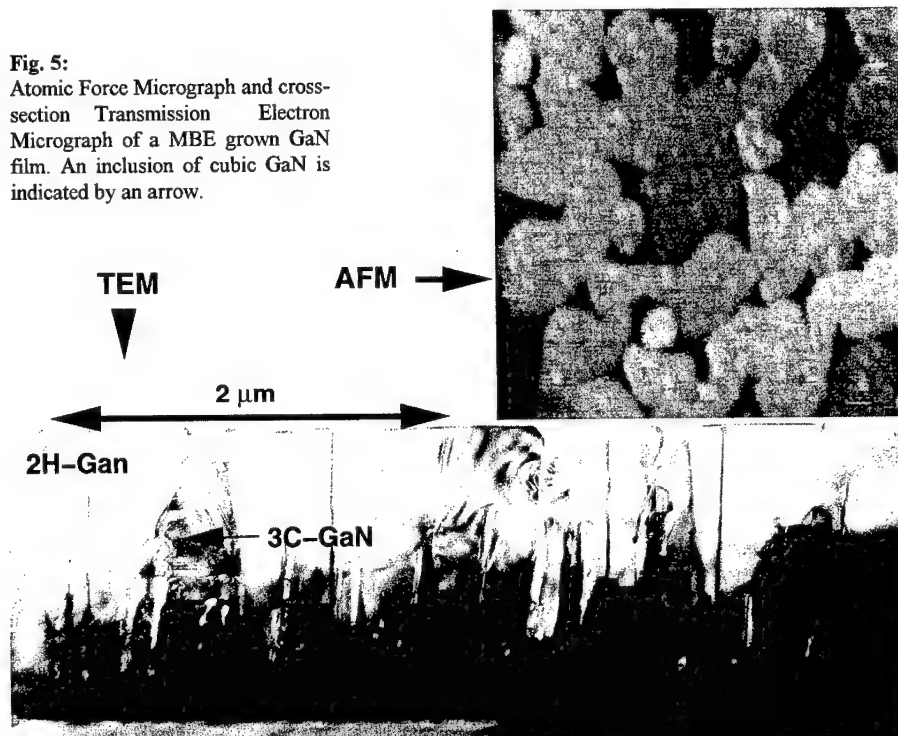 Fig. 5:
Atomic Force Micrograph and cross-
section Transmission Electron
Micrograph of a MBE grown GaN
film. An inclusion of cubic GaN is
indicated by an arrow.
TEM
AFM
2 μm
2H–Gan
3C–GaN